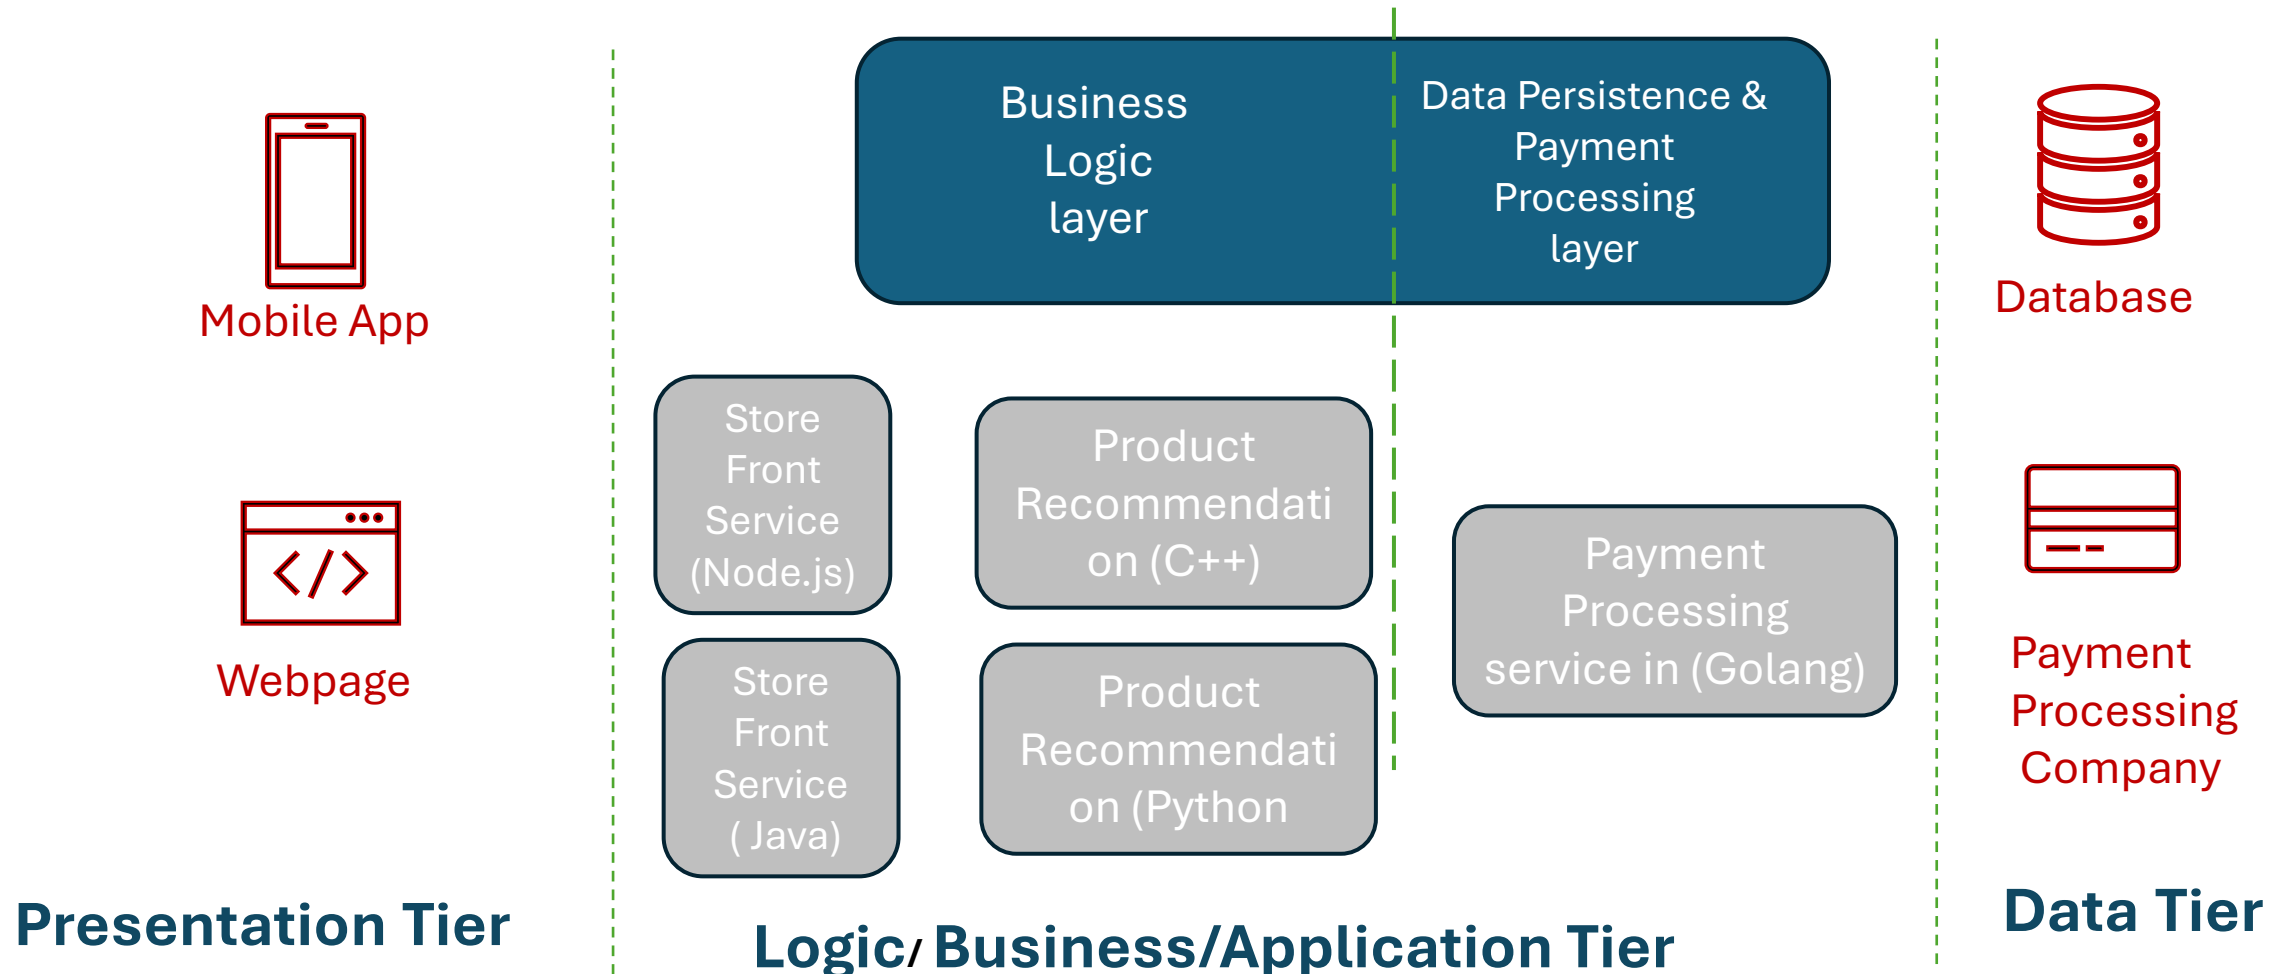 Business
Logic
layer
Data Persistence &
Payment
Processing
layer
Mobile App
Database
Store
Front
Service
(Node.js)
Product
Recommendati
on (C++)
Payment
Processing
service in (Golang)
Webpage
Store
Front
Service
( Java)
Product
Recommendati
on (Python
Payment
Processing
Company
Presentation Tier
Logic/ Business/Application Tier
Data Tier